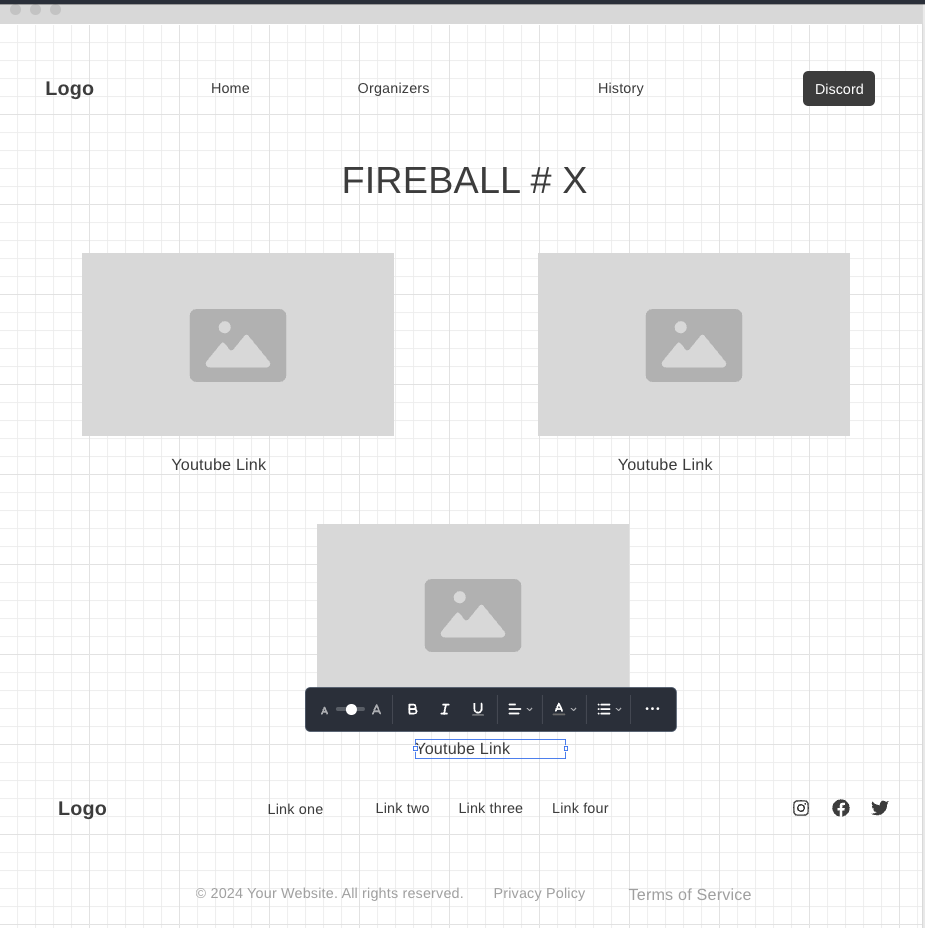 Logo
Home
Organizers
History
Discord
FIREBALL # X
Youtube Link
Youtube Link
A A B I U A
Youtube Link
Logo
Link one
Link two
Link three
Link four
© 2024 Your Website. All rights reserved.
Privacy Policy
Terms of Service